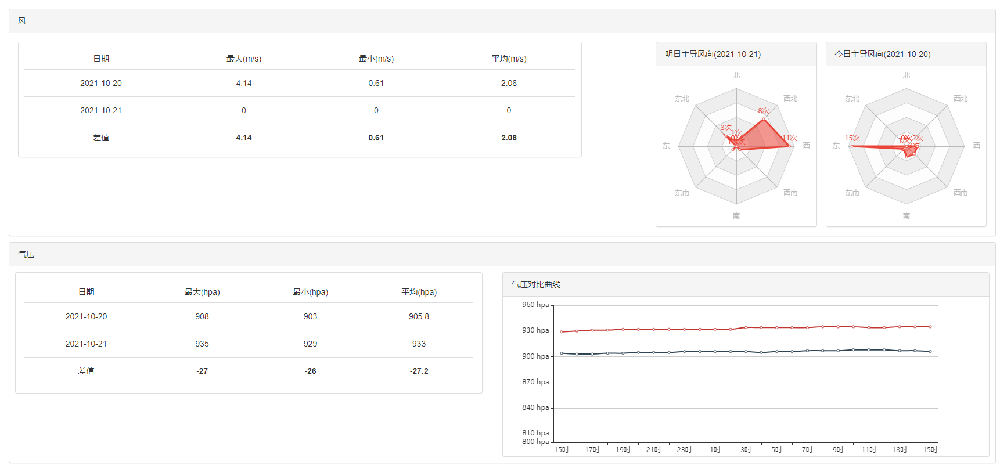 风
日期 最大(m/s) 最小(m/s) 平均(m/s)
2021-10-20 4.14 0.61 2.08
2021-10-21 0 0 0
差值 4.14 0.61 2.08
明日主导风向(2021-10-21)
北
东北 西北
8次
3次
1次
11次
东 西
东南 西南
南
今日主导风向(2021-10-20)
北
东北 西北
15次 0次 3次
东 西
东南 西南
南
气压
日期 最大(hpa) 最小(hpa) 平均(hpa)
2021-10-20 908 903 905.8
2021-10-21 935 929 933
差值 -27 -26 -27.2
气压对比曲线
960 hpa
930 hpa
900 hpa
870 hpa
840 hpa
810 hpa
800 hpa
15时 17时 19时 21时 23时 1时 3时 5时 7时 9时 11时 13时 15时